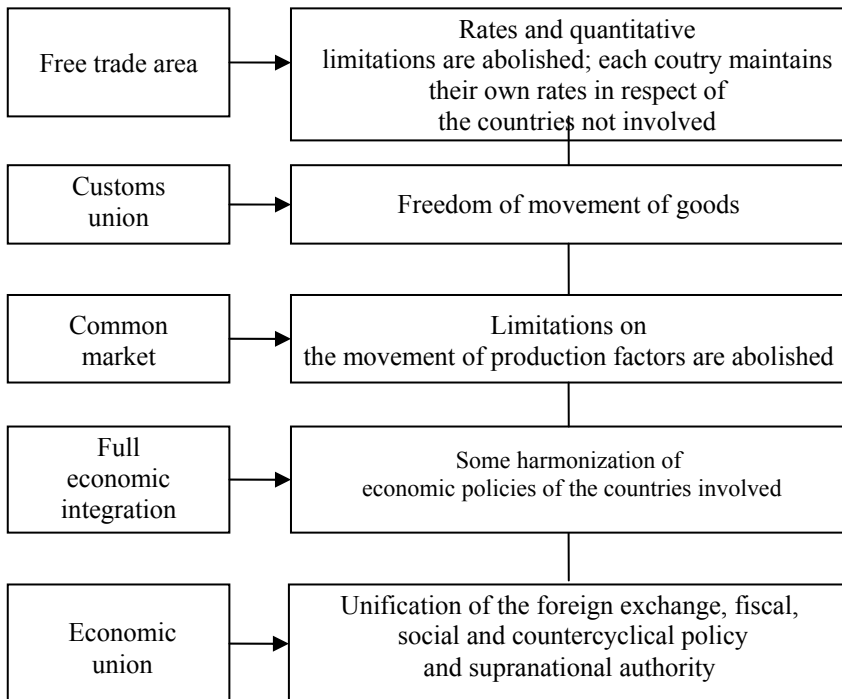 Free trade area
Rates and quantitative
limitations are abolished; each coutry maintains
their own rates in respect of
the countries not involved
Customs
union
Freedom of movement of goods
Common
market
Limitations on
the movement of production factors are abolished
Full
economic
integration
Some harmonization of
economic policies of the countries involved
Economic
union
Unification of the foreign exchange, fiscal,
social and countercyclical policy
and supranational authority